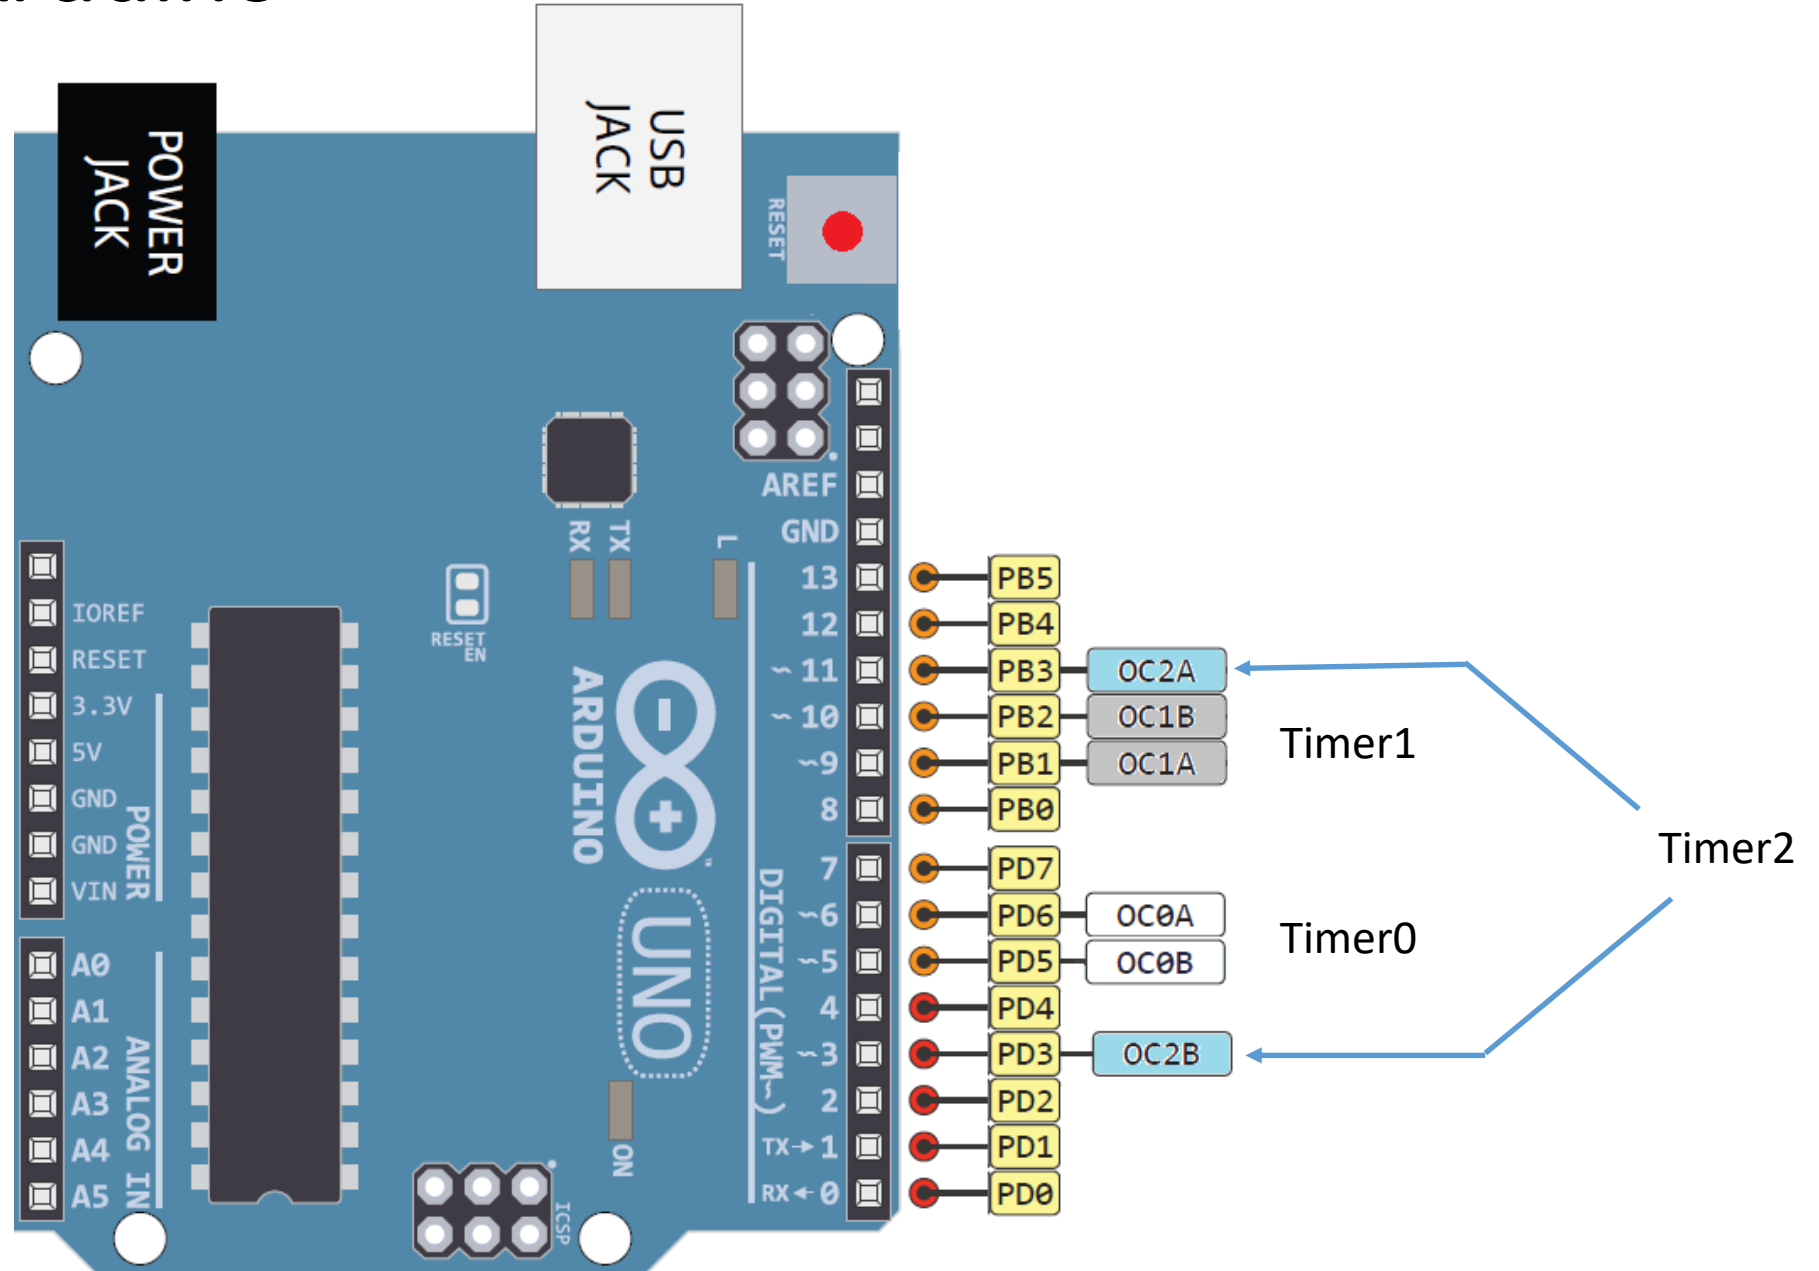 POWER
JACK
USB
JACK
RESET
AREF
GND
RX
TX
L
13
PB5
12
PB4
~ 11
PB3
OC2A
~ 10
PB2
OC1B
~9
PB1
OC1A
8
PB0
Timer1
7
PD7
~6
PD6
OC0A
~5
PD5
OC0B
Timer0
4
PD4
~3
PD3
OC2B
2
PD2
TX→ 1
PD1
RX← 0
PD0
Timer2
DIGITAL(PWM~)
RESET
EN
ARDUINO
™
UNO
ON
ICSP
IOREF
RESET
3.3V
5V
GND
GND
VIN
POWER
A0
A1
A2
A3
A4
A5
ANALOG IN